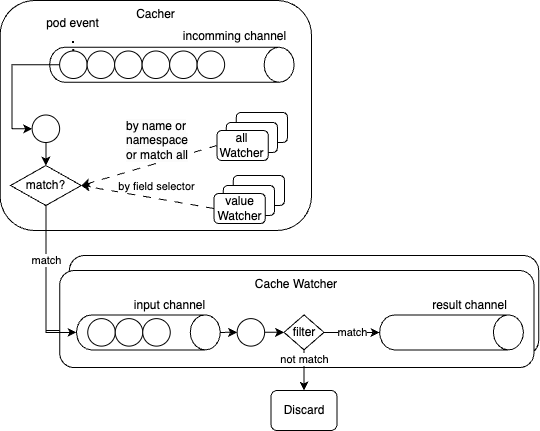 Cacher
pod event
incomming channel
by name or
namespace
or match all
all
Watcher
match?
by field selector
value
Watcher
match
Cache Watcher
input channel
result channel
filter
match
not match
Discard